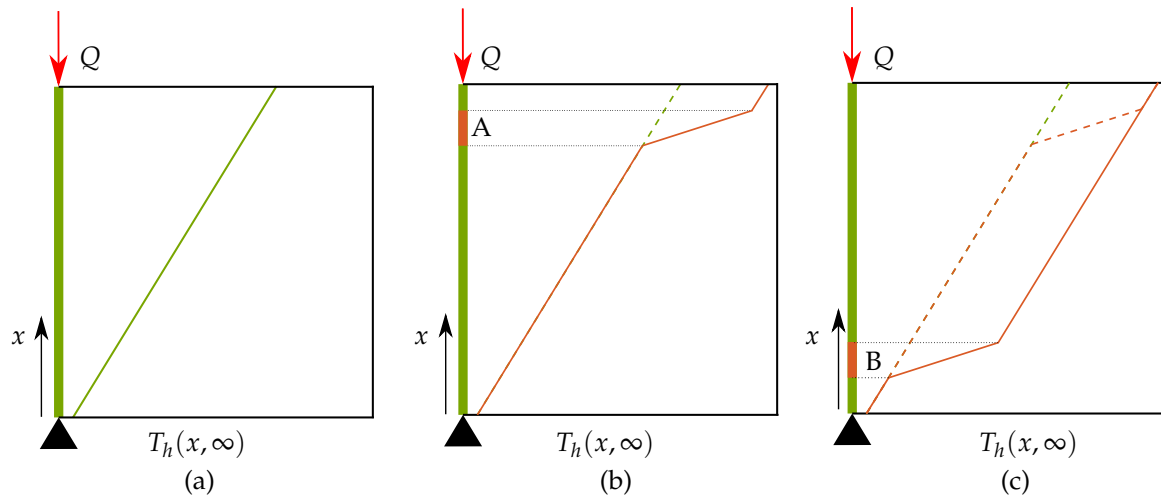 Q
x
T_h(x, ∞)
(a)
Q
A
x
T_h(x, ∞)
(b)
Q
B
x
T_h(x, ∞)
(c)